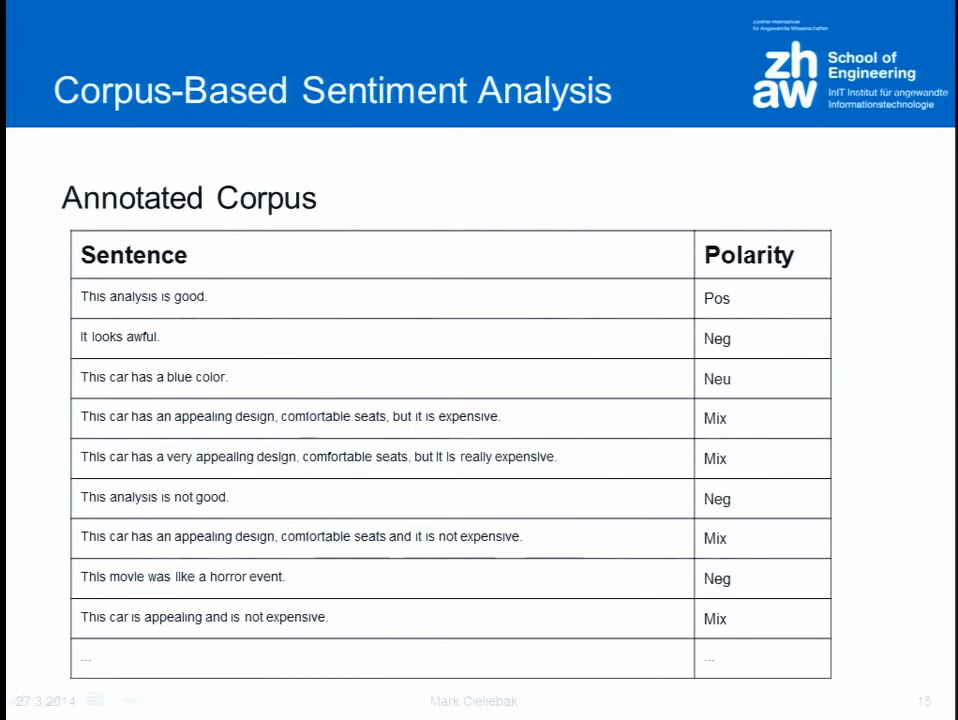 Zürcher Hochschule
für Angewandte Wissenschaften
zh
aw
School of
Engineering
InIT Institut für angewandte
Informationstechnologie
Corpus-Based Sentiment Analysis
Annotated Corpus
Sentence Polarity
This analysis is good. Pos
It looks awful. Neg
This car has a blue color. Neu
This car has an appealing design, comfortable seats, but it is expensive. Mix
This car has a very appealing design, comfortable seats, but it is really expensive. Mix
This analysis is not good. Neg
This car has an appealing design, comfortable seats and it is not expensive. Mix
This movie was like a horror event. Neg
This car is appealing and is not expensive. Mix
... ...
27.3.2014 Mark Cieliebak 15